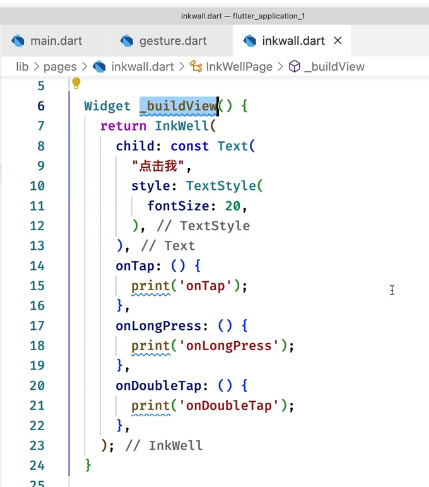 inkwall.dart — flutter_application_1
main.dart gesture.dart inkwall.dart ×
lib > pages > inkwall.dart > InkWellPage > _buildView
5
6 Widget _buildView() {
7 return InkWell(
8 child: const Text(
9 "点击我",
10 style: TextStyle(
11 fontSize: 20,
12 ), // TextStyle
13 ), // Text
14 onTap: () {
15 print('onTap');
16 },
17 onLongPress: () {
18 print('onLongPress');
19 },
20 onDoubleTap: () {
21 print('onDoubleTap');
22 },
23 ); // InkWell
24 }
25